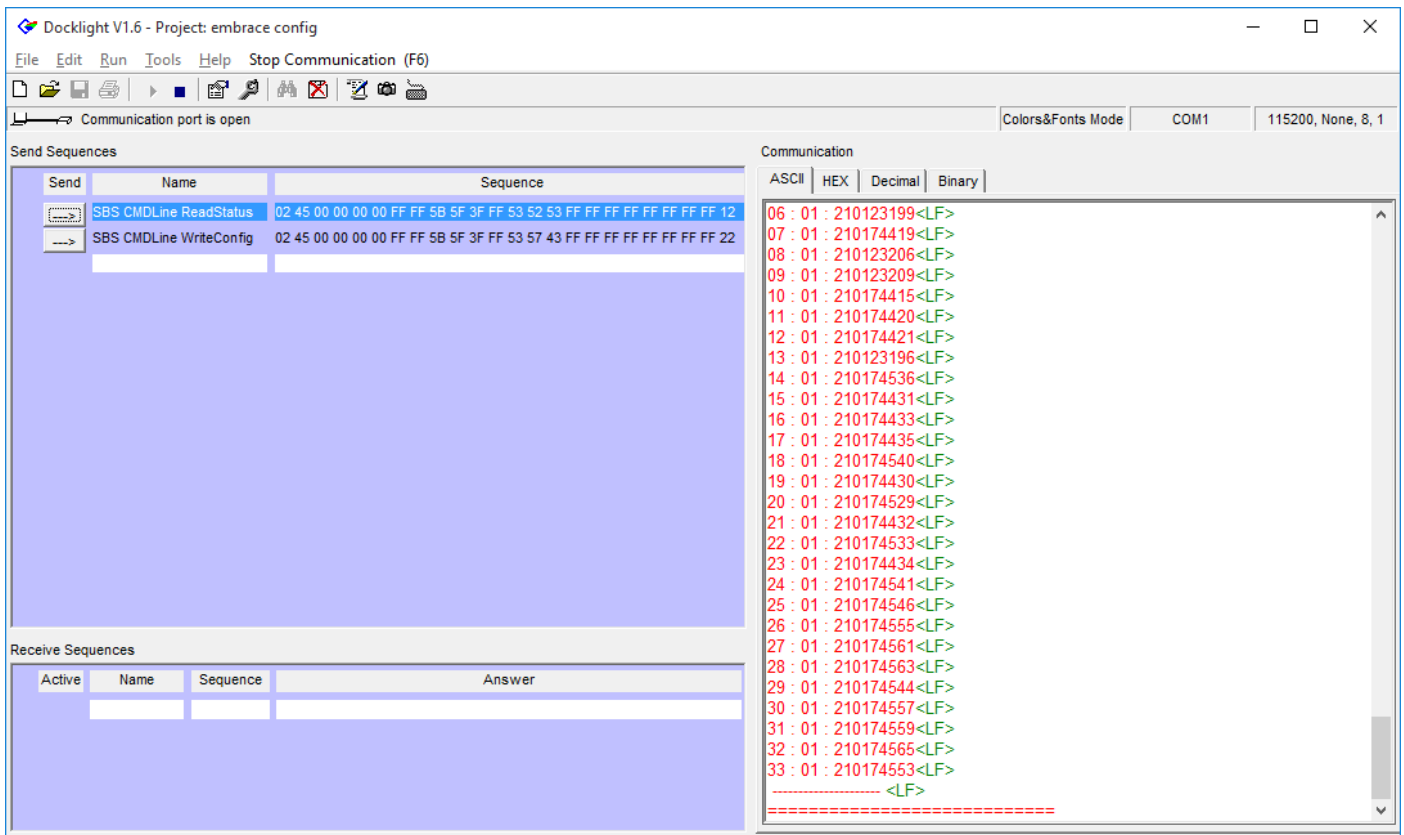 Docklight V1.6 - Project: embrace config
File Edit Run Tools Help Stop Communication (F6)
Communication port is open Colors&Fonts Mode COM1 115200, None, 8, 1
Send Sequences
Send Name Sequence
---> SBS CMDLine ReadStatus 02 45 00 00 00 00 FF FF 5B 5F 3F FF 53 52 53 FF FF FF FF FF FF FF FF 12
---> SBS CMDLine WriteConfig 02 45 00 00 00 00 FF FF 5B 5F 3F FF 53 57 43 FF FF FF FF FF FF FF FF 22
Receive Sequences
Active Name Sequence Answer
Communication
ASCII HEX Decimal Binary
06 : 01 : 210123199<LF>
07 : 01 : 210174419<LF>
08 : 01 : 210123206<LF>
09 : 01 : 210123209<LF>
10 : 01 : 210174415<LF>
11 : 01 : 210174420<LF>
12 : 01 : 210174421<LF>
13 : 01 : 210123196<LF>
14 : 01 : 210174536<LF>
15 : 01 : 210174431<LF>
16 : 01 : 210174433<LF>
17 : 01 : 210174435<LF>
18 : 01 : 210174540<LF>
19 : 01 : 210174430<LF>
20 : 01 : 210174529<LF>
21 : 01 : 210174432<LF>
22 : 01 : 210174533<LF>
23 : 01 : 210174434<LF>
24 : 01 : 210174541<LF>
25 : 01 : 210174546<LF>
26 : 01 : 210174555<LF>
27 : 01 : 210174561<LF>
28 : 01 : 210174563<LF>
29 : 01 : 210174544<LF>
30 : 01 : 210174557<LF>
31 : 01 : 210174559<LF>
32 : 01 : 210174565<LF>
33 : 01 : 210174553<LF>
--------------------- <LF>
============================